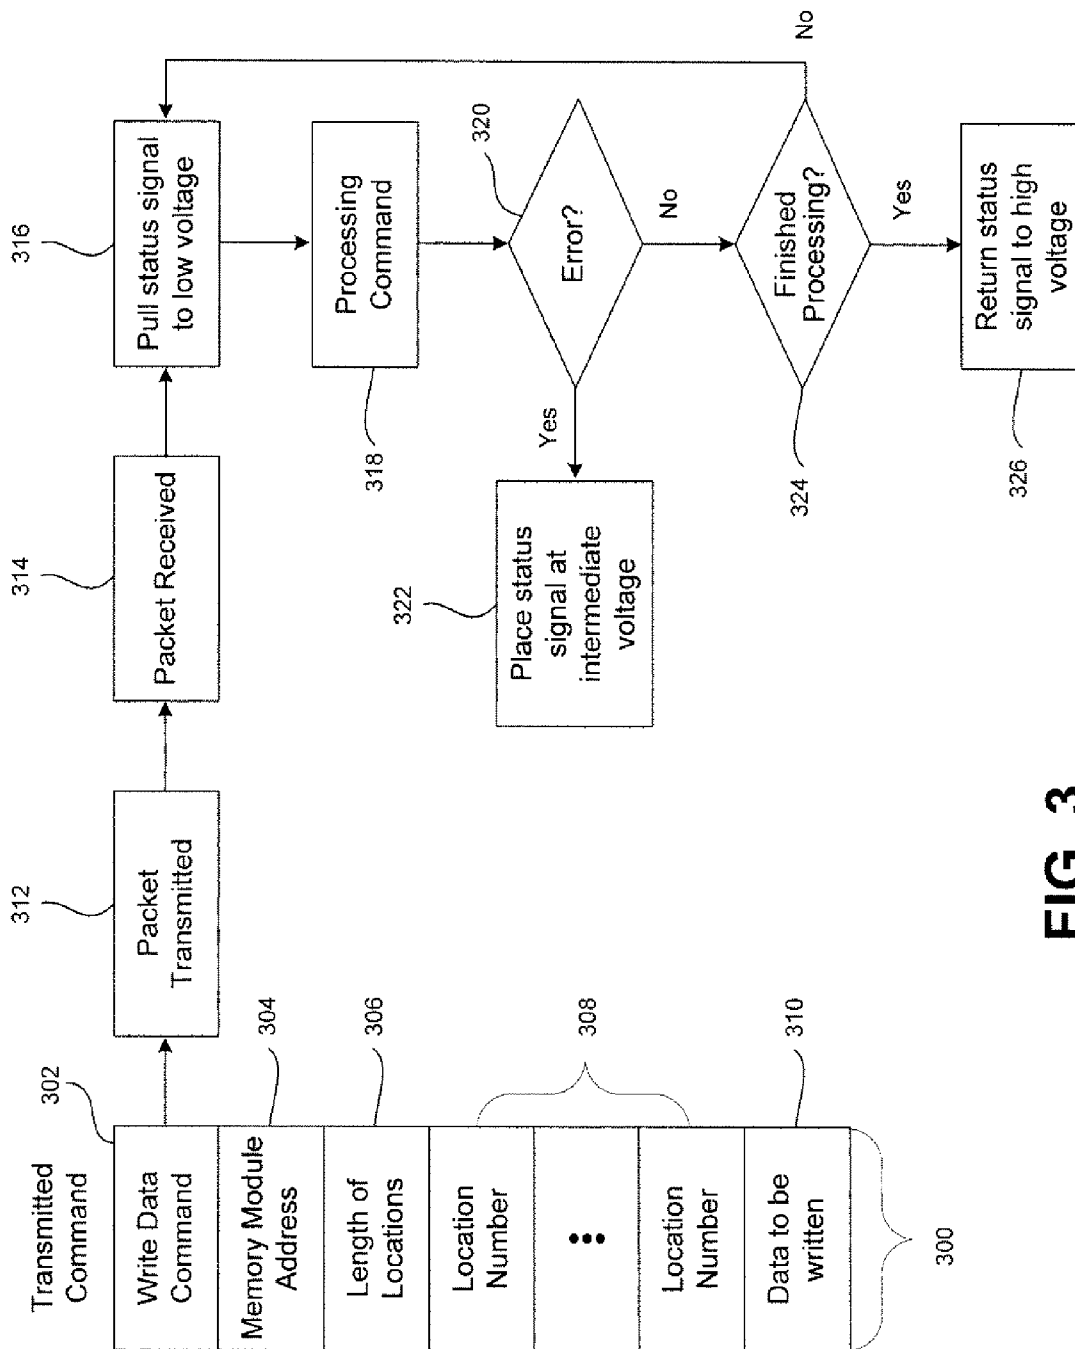 Transmitted
Command
302
Write Data
Command
304
Memory Module
Address
306
Length of
Locations
308
Location
Number
•••
Location
Number
310
Data to be
written
300
312
Packet
Transmitted
314
Packet Received
316
Pull status signal
to low voltage
318
Processing
Command
320
Error?
Yes
No
322
Place status
signal at
intermediate
voltage
324
Finished
Processing?
No
Yes
326
Return status
signal to high
voltage
FIG. 3